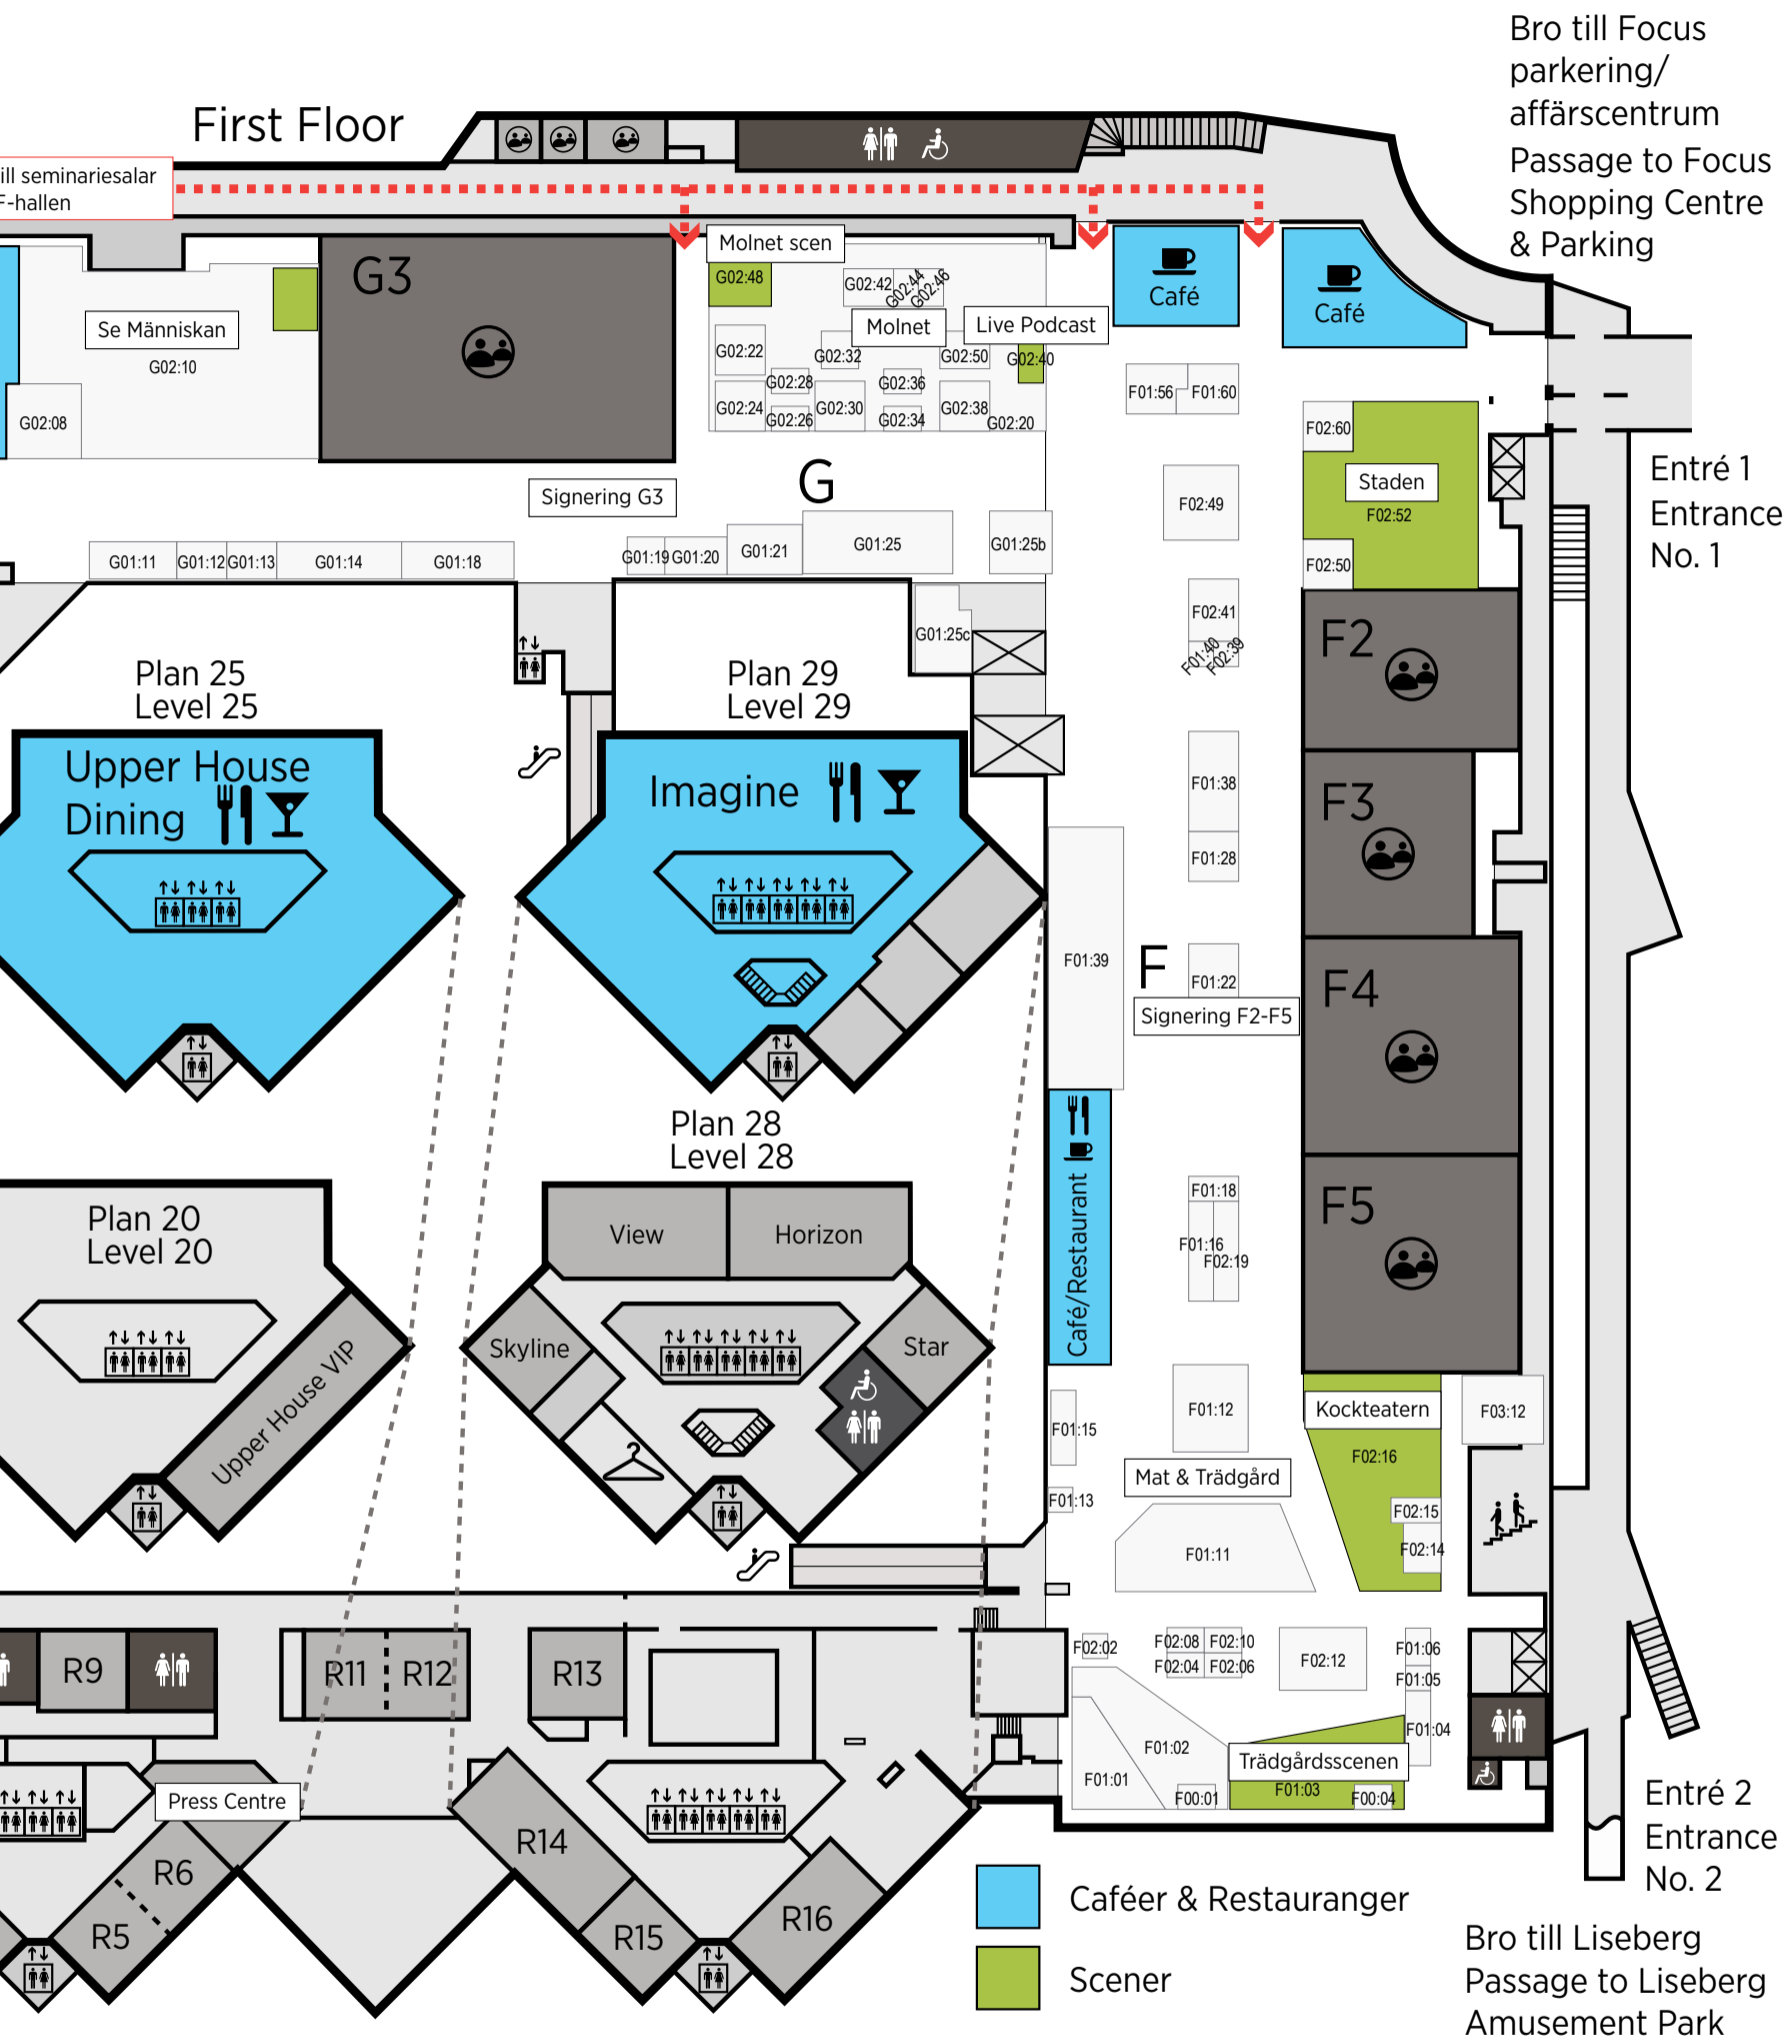 Bro till Focus
parkering/
affärscentrum
Passage to Focus
Shopping Centre
& Parking
First Floor
ill seminariesalar
F-hallen
Molnet scen
G3
G02:48
G02:42
G02:44
G02:46
Café
Café
Se Människan
G02:10
Molnet
Live Podcast
G02:22
G02:32
G02:50
G02:40
G02:28
G02:36
G02:08
G02:24
G02:26
G02:30
G02:34
G02:38
G02:20
F01:56
F01:60
F02:60
Staden
F02:52
Entré 1
Entrance
No. 1
Signering G3
G
F02:49
G01:11
G01:12
G01:13
G01:14
G01:18
G01:19
G01:20
G01:21
G01:25
G01:25b
F02:50
F02:41
F01:40
F02:39
G01:25c
F2
Plan 25
Level 25
Plan 29
Level 29
Upper House
Dining
Imagine
F01:38
F3
F01:28
F01:39
F
F01:22
F4
Signering F2-F5
Plan 28
Level 28
Café/Restaurant
Plan 20
Level 20
View
Horizon
F01:18
F01:16
F02:19
F5
Upper House VIP
Skyline
Star
F01:15
F01:12
Kockteatern
F03:12
F02:16
Mat & Trädgård
F01:13
F02:15
F02:14
F01:11
R9
R11
R12
R13
F02:02
F02:08
F02:10
F02:04
F02:06
F02:12
F01:06
F01:05
F01:04
F01:02
F01:01
F00:01
Trädgårdsscenen
F01:03
F00:04
Press Centre
R6
R5
R14
R15
R16
Entré 2
Entrance
No. 2
Caféer & Restauranger
Scener
Bro till Liseberg
Passage to Liseberg
Amusement Park